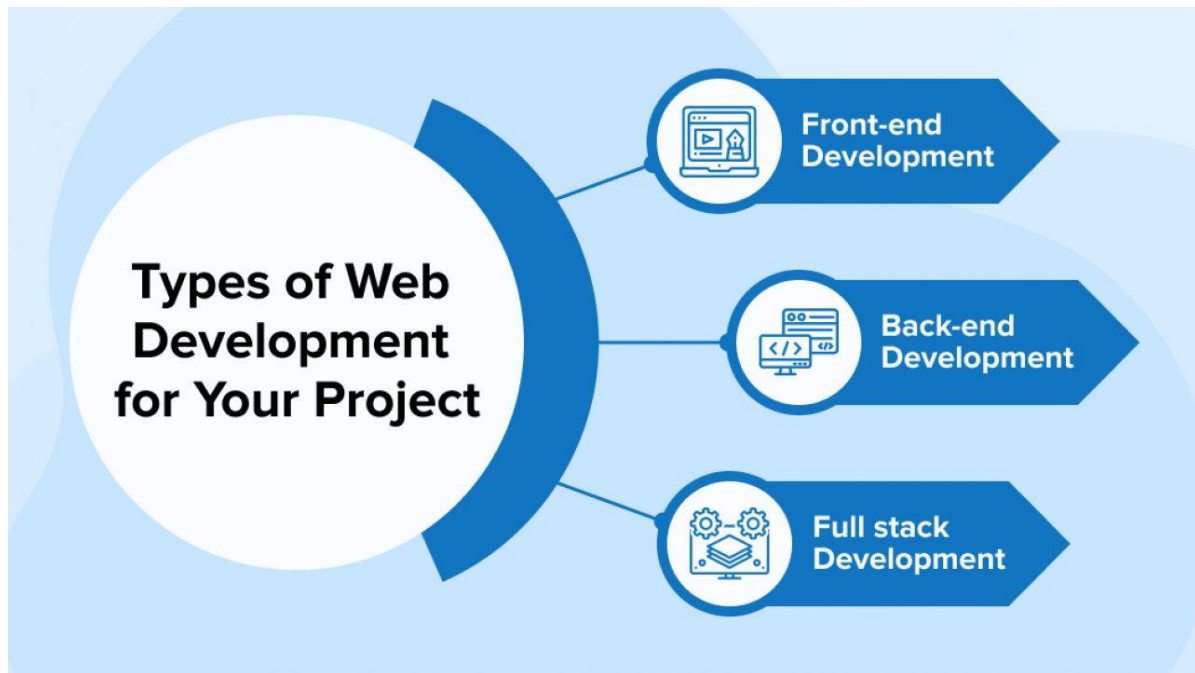 Types of Web
Development
for Your Project
Front-end
Development
</>
</>
Back-end
Development
Full stack
Development